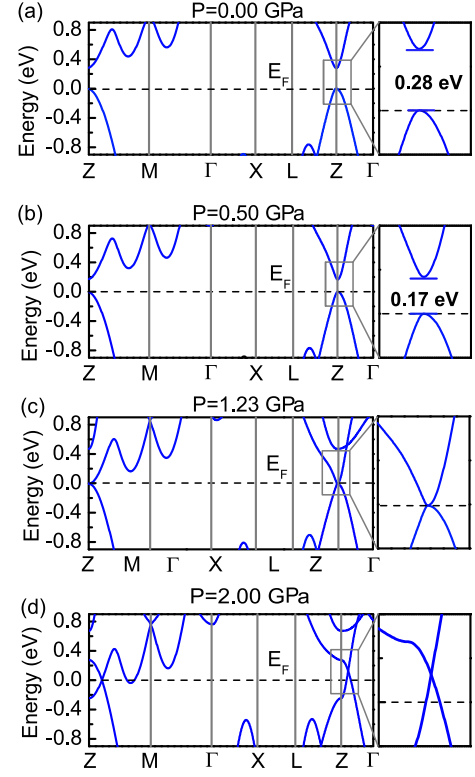 (a)
P=0.00 GPa
Energy (eV)
0.8
0.4
0.0
-0.4
-0.8
E_F
0.28 eV
Z M Γ X L Z Γ
(b)
P=0.50 GPa
Energy (eV)
0.8
0.4
0.0
-0.4
-0.8
E_F
0.17 eV
Z M Γ X L Z Γ
(c)
P=1.23 GPa
Energy (eV)
0.8
0.4
0.0
-0.4
-0.8
E_F
Z M Γ X L Z Γ
(d)
P=2.00 GPa
Energy (eV)
0.8
0.4
0.0
-0.4
-0.8
E_F
Z M Γ X L Z Γ